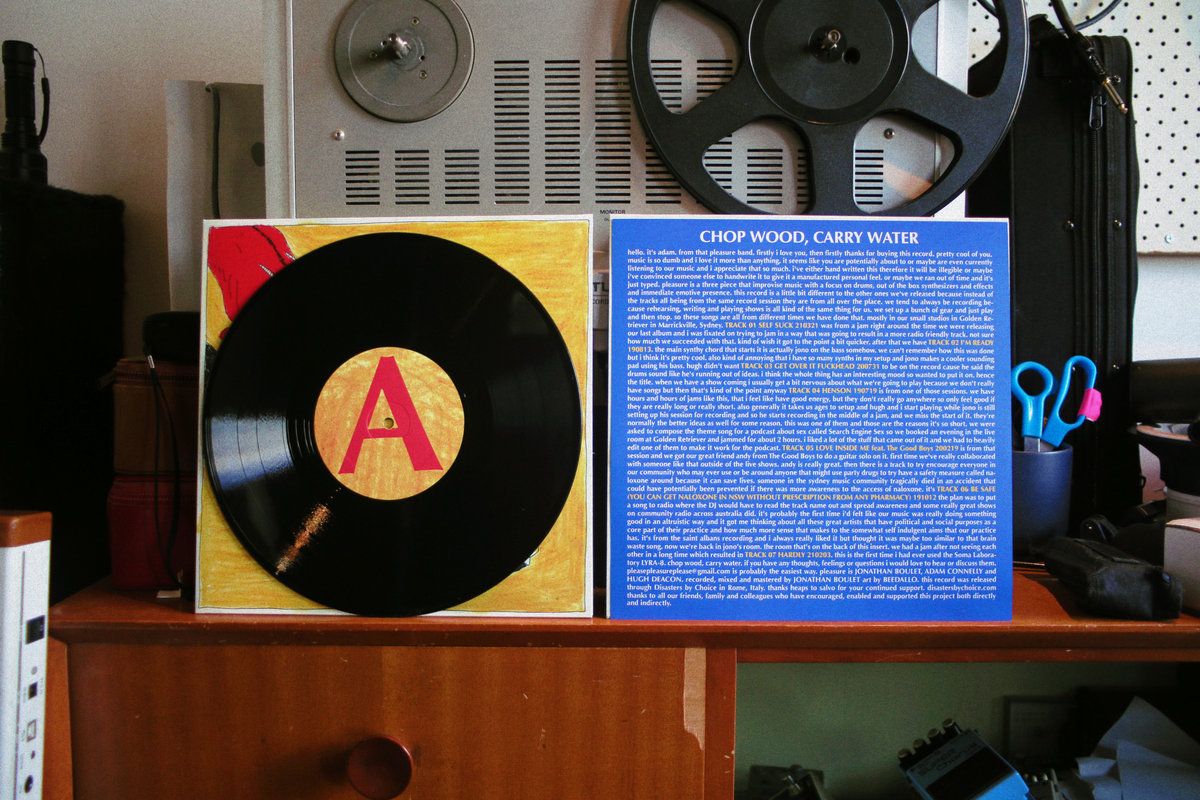 MONITOR
A
CHOP WOOD, CARRY WATER
hello. it's adam. from that pleasure band. firstly i love you, then firstly thanks for buying this record. pretty cool of you.
music is so dumb and i love it more than anything. it seems like you are potentially about to or maybe are even currently
listening to our music and i appreciate that so much. i've either hand written this therefore it will be illegible or maybe
i've convinced someone else to handwrite it to give it a manufactured personal feel. or maybe we ran out of time and it's
just typed. pleasure is a three piece that improvise music with a focus on drums, out of the box synthesizers and effects
and immediate emotive presence. this record is a little bit different to the other ones we've released because instead of
the tracks all being from the same record session they are from all over the place. we tend to always be recording be-
cause rehearsing, writing and playing shows is all kind of the same thing for us. we set up a bunch of gear and just play
and then stop. so these songs are all from different times we have done that. mostly in our small studios in Golden Re-
triever in Marrickville, Sydney. TRACK 01 SELF SUCK 210321 was from a jam right around the time we were releasing
our last album and i was fixated on trying to jam in a way that was going to result in a more radio friendly track. not sure
how much we succeeded with that. kind of wish it got to the point a bit quicker. after that we have TRACK 02 I'M READY
190813. the main synthy chord that starts it is actually jono on the bass somehow. we can't remember how this was done
but i think it's pretty cool. also kind of annoying that i have so many synths in my setup and jono makes a cooler sounding
pad using his bass. hugh didn't want TRACK 03 GET OVER IT FUCKHEAD 200731 to be on the record cause he said the
drums sound like he's running out of ideas. i think the whole thing has an interesting mood so wanted to put it on. hence
the title. when we have a show coming i usually get a bit nervous about what we're going to play because we don't really
have songs but then that's kind of the point anyway TRACK 04 HENSON 190719 is from one of those sessions. we have
hours and hours of jams like this, that i feel like have good energy, but they don't really go anywhere so only feel good if
they are really long or really short. also generally it takes us ages to setup and hugh and i start playing while jono is still
setting up his session for recording and so he starts recording in the middle of a jam, and we miss the start of it. they're
normally the better ideas as well for some reason. this was one of them and those are the reasons it's so short. we were
asked to compose the theme song for a podcast about sex called Search Engine Sex so we booked an evening in the live
room at Golden Retriever and jammed for about 2 hours. i liked a lot of the stuff that came out of it and we had to heavily
edit one of them to make it work for the podcast. TRACK 05 LOVE INSIDE ME feat. The Good Boys 200219 is from that
session and we got our great friend andy from The Good Boys to do a guitar solo on it. first time we've really collaborated
with someone like that outside of the live shows. andy is really great. then there is a track to try encourage everyone in
our community who may ever use or be around anyone that might use party drugs to try have a safety measure called na-
loxone around because it can save lives. someone in the sydney music community tragically died in an accident that
could have potentially been prevented if there was more awareness to the access of naloxone. it's TRACK 06 BE SAFE
(YOU CAN GET NALOXONE IN NSW WITHOUT PRESCRIPTION FROM ANY PHARMACY) 191012 the plan was to put
a song to radio where the DJ would have to read the track name out and spread awareness and some really great shows
on community radio across australia did. it's probably the first time i'd felt like our music was really doing something
good in an altruistic way and it got me thinking about all these great artists that have political and social purposes as a
core part of their practice and how much more sense that makes to the somewhat self indulgent aims that our practice
has. it's from the saint albans recording and i always really liked it but thought it was maybe too similar to that brain
waste song. now we're back in jono's room. the room that's on the back of this insert. we had a jam after not seeing each
other in a long time which resulted in TRACK 07 HARDLY 210203. this is the first time i had ever used the Soma Labora-
tory LYRA-8. chop wood, carry water. if you have any thoughts, feelings or questions i would love to hear or discuss them.
pleasepleasurepleasure@gmail.com is probably the easiest way. pleasure is JONATHAN BOULET, ADAM CONNELLY and
HUGH DEACON. recorded, mixed and mastered by JONATHAN BOULET art by BEEDALLO. this record was released
through Disasters by Choice in Rome, Italy. thanks heaps to salvo for your continued support. disastersbychoice.com
thanks to all our friends, family and colleagues who have encouraged, enabled and supported this project both directly
and indirectly.